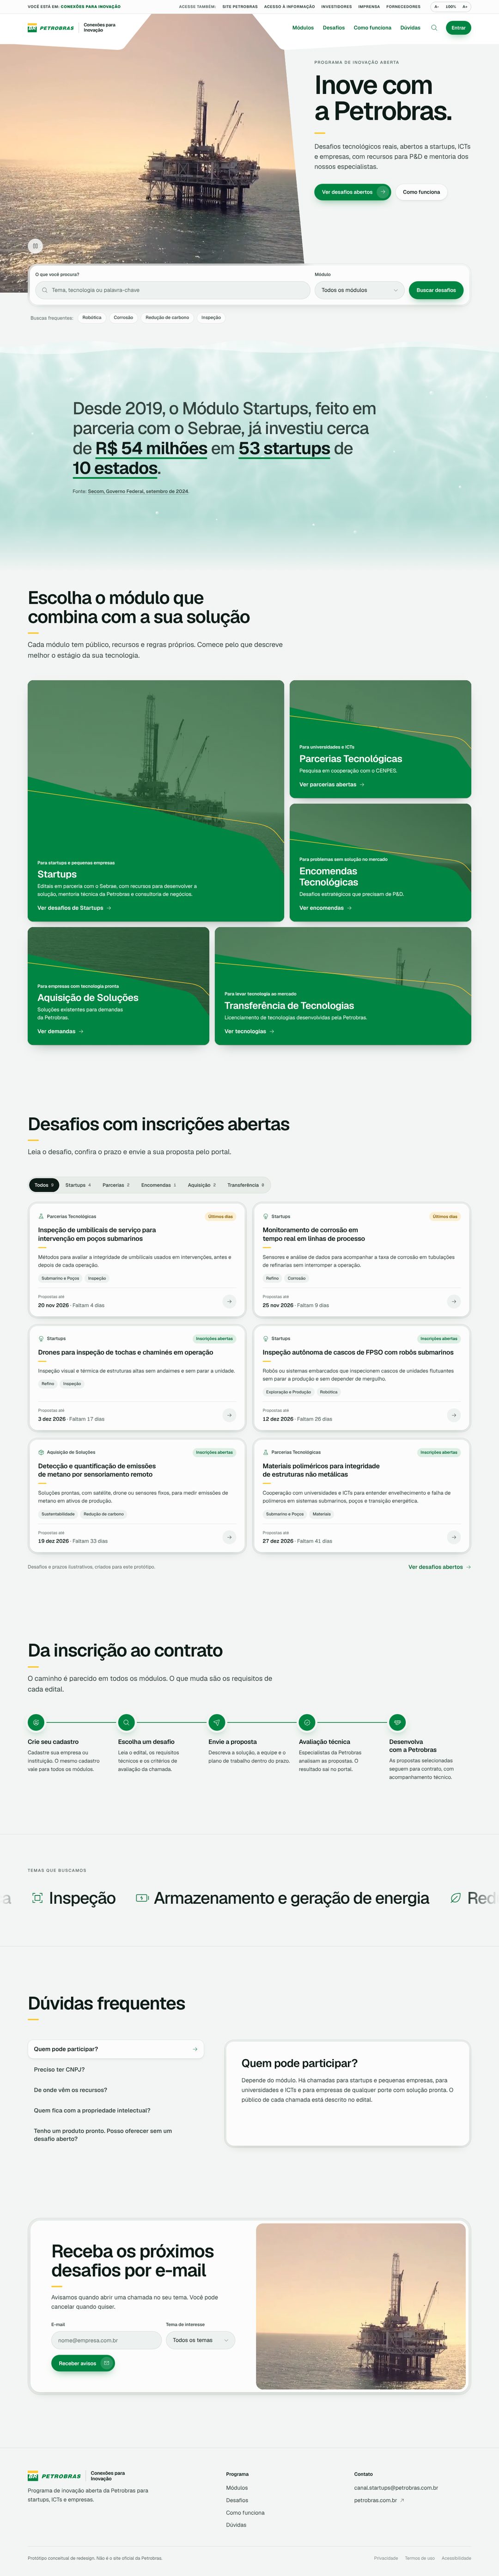 VOCÊ ESTÁ EM: CONEXÕES PARA INOVAÇÃO
ACESSE TAMBÉM: SITE PETROBRAS ACESSO À INFORMAÇÃO INVESTIDORES IMPRENSA FORNECEDORES A- 100% A+
BR PETROBRAS Conexões para
Inovação
Módulos Desafios Como funciona Dúvidas Entrar
PROGRAMA DE INOVAÇÃO ABERTA
Inove com
a Petrobras.
Desafios tecnológicos reais, abertos a startups, ICTs
e empresas, com recursos para P&D e mentoria dos
nossos especialistas.
Ver desafios abertos Como funciona
O que você procura? Módulo
Tema, tecnologia ou palavra-chave Todos os módulos Buscar desafios
Buscas frequentes: Robótica Corrosão Redução de carbono Inspeção
Desde 2019, o Módulo Startups, feito em
parceria com o Sebrae, já investiu cerca
de R$ 54 milhões em 53 startups de
10 estados.
Fonte: Secom, Governo Federal, setembro de 2024.
Escolha o módulo que
combina com a sua solução
Cada módulo tem público, recursos e regras próprios. Comece pelo que descreve
melhor o estágio da sua tecnologia.
Para startups e pequenas empresas
Startups
Editais em parceria com o Sebrae, com recursos para desenvolver a
solução, mentoria técnica da Petrobras e consultoria de negócios.
Ver desafios de Startups
Para universidades e ICTs
Parcerias Tecnológicas
Pesquisa em cooperação com o CENPES.
Ver parcerias abertas
Para problemas sem solução no mercado
Encomendas
Tecnológicas
Desafios estratégicos que precisam de P&D.
Ver encomendas
Para empresas com tecnologia pronta
Aquisição de Soluções
Soluções existentes para demandas
da Petrobras.
Ver demandas
Para levar tecnologia ao mercado
Transferência de Tecnologias
Licenciamento de tecnologias desenvolvidas pela Petrobras.
Ver tecnologias
Desafios com inscrições abertas
Leia o desafio, confira o prazo e envie a sua proposta pelo portal.
Todos 9 Startups 4 Parcerias 2 Encomendas 1 Aquisição 2 Transferência 0
Parcerias Tecnológicas Últimos dias
Inspeção de umbilicais de serviço para
intervenção em poços submarinos
Métodos para avaliar a integridade de umbilicais usados em intervenções, antes e
depois de cada operação.
Submarino e Poços Inspeção
Propostas até
20 nov 2026 · Faltam 4 dias
Startups Últimos dias
Monitoramento de corrosão em
tempo real em linhas de processo
Sensores e análise de dados para acompanhar a taxa de corrosão em tubulações
de refinarias sem interromper a operação.
Refino Corrosão
Propostas até
25 nov 2026 · Faltam 9 dias
Startups Inscrições abertas
Drones para inspeção de tochas e chaminés em operação
Inspeção visual e térmica de estruturas altas sem andaimes e sem parar a unidade.
Refino Inspeção
Propostas até
3 dez 2026 · Faltam 17 dias
Startups Inscrições abertas
Inspeção autônoma de cascos de FPSO com robôs submarinos
Robôs ou sistemas embarcados que inspecionem cascos de unidades flutuantes
sem parar a produção e sem depender de mergulho.
Exploração e Produção Robótica
Propostas até
12 dez 2026 · Faltam 26 dias
Aquisição de Soluções Inscrições abertas
Detecção e quantificação de emissões
de metano por sensoriamento remoto
Soluções prontas, com satélite, drone ou sensores fixos, para medir emissões de
metano em ativos de produção.
Sustentabilidade Redução de carbono
Propostas até
19 dez 2026 · Faltam 33 dias
Parcerias Tecnológicas Inscrições abertas
Materiais poliméricos para integridade
de estruturas não metálicas
Cooperação com universidades e ICTs para entender envelhecimento e falha de
polímeros em sistemas submarinos, poços e transição energética.
Submarino e Poços Materiais
Propostas até
27 dez 2026 · Faltam 41 dias
Desafios e prazos ilustrativos, criados para este protótipo.
Ver desafios abertos
Da inscrição ao contrato
O caminho é parecido em todos os módulos. O que muda são os requisitos de
cada edital.
Crie seu cadastro
Cadastre sua empresa ou
instituição. O mesmo cadastro
vale para todos os módulos.
Escolha um desafio
Leia o edital, os requisitos
técnicos e os critérios de
avaliação da chamada.
Envie a proposta
Descreva a solução, a equipe e o
plano de trabalho dentro do prazo.
Avaliação técnica
Especialistas da Petrobras
analisam as propostas. O
resultado sai no portal.
Desenvolva
com a Petrobras
As propostas selecionadas
seguem para contrato, com
acompanhamento técnico.
TEMAS QUE BUSCAMOS
a Inspeção Armazenamento e geração de energia Red
Dúvidas frequentes
Quem pode participar?
Preciso ter CNPJ?
De onde vêm os recursos?
Quem fica com a propriedade intelectual?
Tenho um produto pronto. Posso oferecer sem um
desafio aberto?
Quem pode participar?
Depende do módulo. Há chamadas para startups e pequenas empresas, para
universidades e ICTs e para empresas de qualquer porte com solução pronta. O
público de cada chamada está descrito no edital.
Receba os próximos
desafios por e-mail
Avisamos quando abrir uma chamada no seu tema. Você pode
cancelar quando quiser.
E-mail Tema de interesse
nome@empresa.com.br Todos os temas
Receber avisos
BR PETROBRAS Conexões para
Inovação
Programa de inovação aberta da Petrobras para
startups, ICTs e empresas.
Programa
Módulos
Desafios
Como funciona
Dúvidas
Contato
canal.startups@petrobras.com.br
petrobras.com.br
Protótipo conceitual de redesign. Não é o site oficial da Petrobras.
Privacidade Termos de uso Acessibilidade